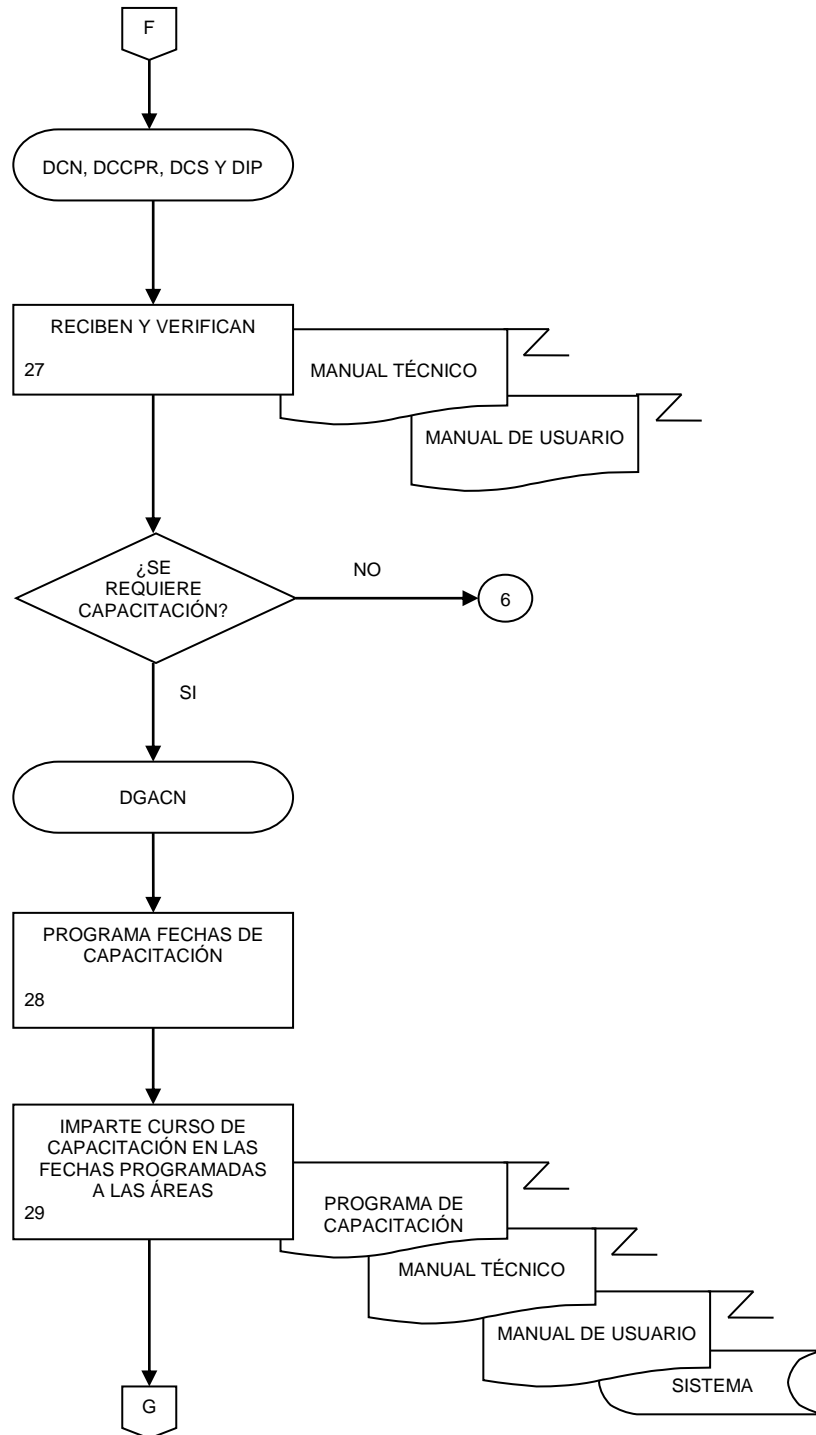 F
DCN, DCCPR, DCS Y DIP
RECIBEN Y VERIFICAN
27
MANUAL TÉCNICO
MANUAL DE USUARIO
¿SE
REQUIERE
CAPACITACIÓN?
NO
6
SI
DGACN
PROGRAMA FECHAS DE
CAPACITACIÓN
28
IMPARTE CURSO DE
CAPACITACIÓN EN LAS
FECHAS PROGRAMADAS
A LAS ÁREAS
29
PROGRAMA DE
CAPACITACIÓN
MANUAL TÉCNICO
MANUAL DE USUARIO
SISTEMA
G